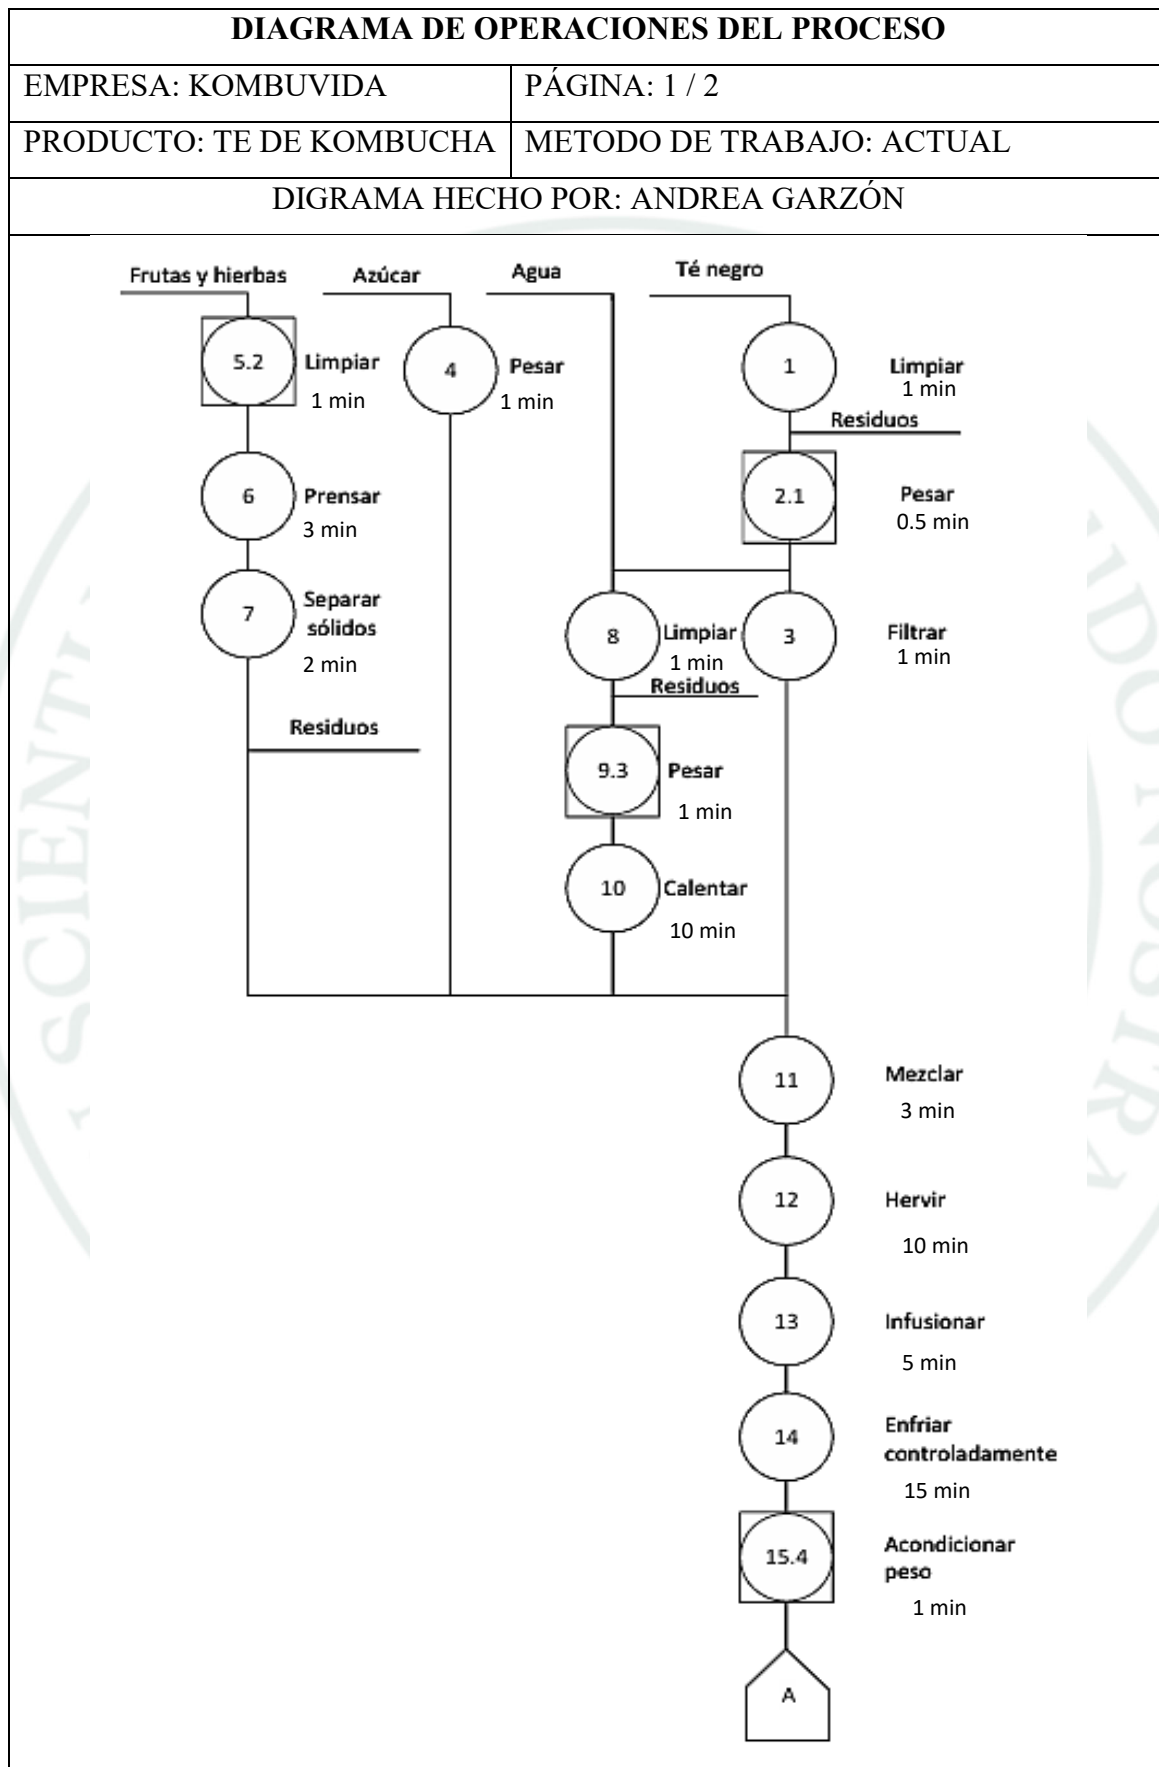 DIAGRAMA DE OPERACIONES DEL PROCESO
EMPRESA: KOMBUVIDA
PÁGINA: 1 / 2
PRODUCTO: TE DE KOMBUCHA
METODO DE TRABAJO: ACTUAL
DIGRAMA HECHO POR: ANDREA GARZÓN
Frutas y hierbas
Azúcar
Agua
Té negro
5.2
Limpiar
1 min
4
Pesar
1 min
1
Limpiar
1 min
Residuos
6
Prensar
3 min
2.1
Pesar
0.5 min
7
Separar
sólidos
2 min
8
Limpiar
1 min
Residuos
3
Filtrar
1 min
Residuos
9.3
Pesar
1 min
10
Calentar
10 min
11
Mezclar
3 min
12
Hervir
10 min
13
Infusionar
5 min
14
Enfriar
controladamente
15 min
15.4
Acondicionar
peso
1 min
A